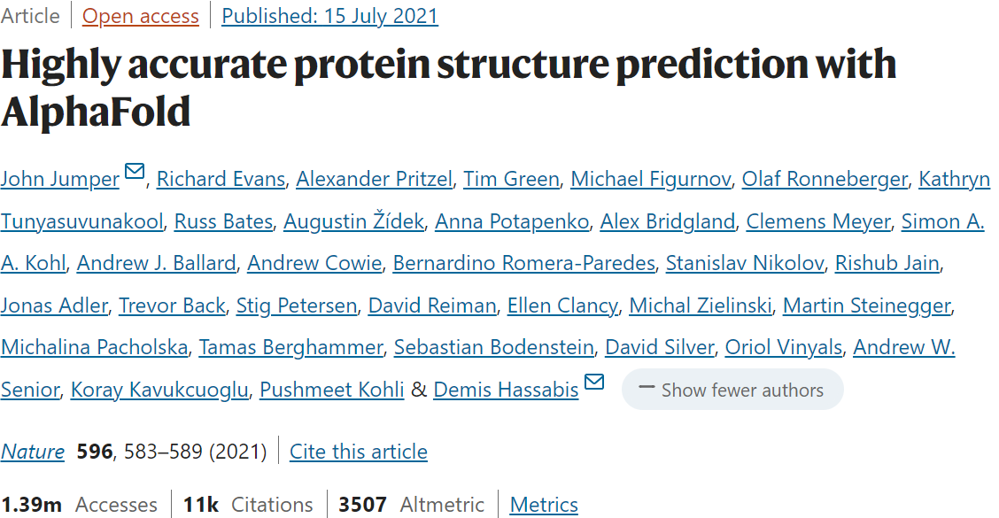 Article | Open access | Published: 15 July 2021
Highly accurate protein structure prediction with
AlphaFold
John Jumper, Richard Evans, Alexander Pritzel, Tim Green, Michael Figurnov, Olaf Ronneberger, Kathryn
Tunyasuvunakool, Russ Bates, Augustin Žídek, Anna Potapenko, Alex Bridgland, Clemens Meyer, Simon A.
A. Kohl, Andrew J. Ballard, Andrew Cowie, Bernardino Romera-Paredes, Stanislav Nikolov, Rishub Jain,
Jonas Adler, Trevor Back, Stig Petersen, David Reiman, Ellen Clancy, Michal Zielinski, Martin Steinegger,
Michalina Pacholska, Tamas Berghammer, Sebastian Bodenstein, David Silver, Oriol Vinyals, Andrew W.
Senior, Koray Kavukcuoglu, Pushmeet Kohli & Demis Hassabis — Show fewer authors
Nature 596, 583–589 (2021) | Cite this article
1.39m Accesses | 11k Citations | 3507 Altmetric | Metrics